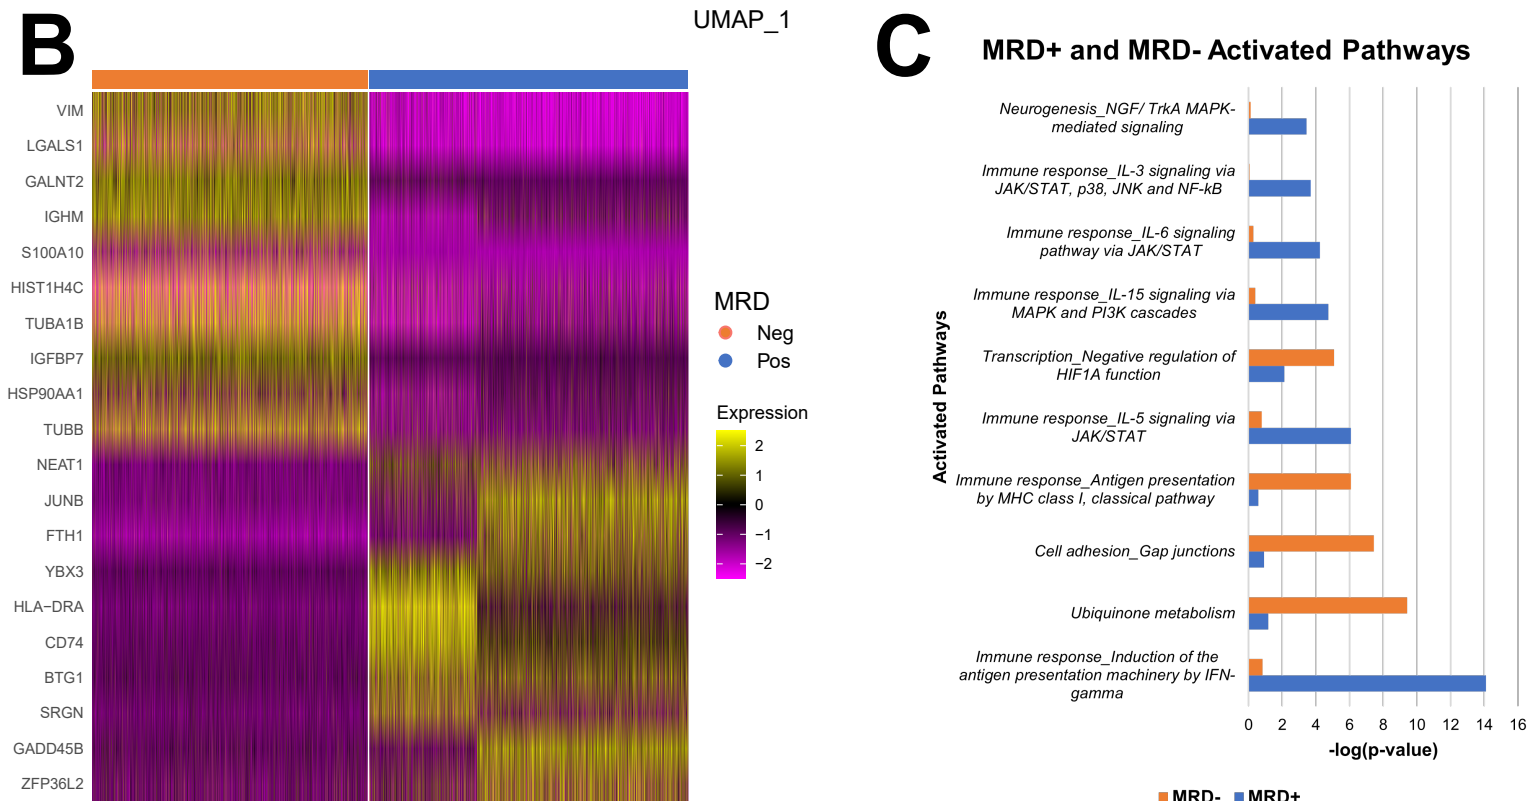 B
UMAP_1
VIM
LGALS1
GALNT2
IGHM
S100A10
HIST1H4C
TUBA1B
IGFBP7
HSP90AA1
TUBB
NEAT1
JUNB
FTH1
YBX3
HLA−DRA
CD74
BTG1
SRGN
GADD45B
ZFP36L2
MRD
Neg
Pos
Expression
2
1
0
−1
−2
C
MRD+ and MRD- Activated Pathways
Activated Pathways
Neurogenesis_NGF/ TrkA MAPK-
mediated signaling
Immune response_IL-3 signaling via
JAK/STAT, p38, JNK and NF-kB
Immune response_IL-6 signaling
pathway via JAK/STAT
Immune response_IL-15 signaling via
MAPK and PI3K cascades
Transcription_Negative regulation of
HIF1A function
Immune response_IL-5 signaling via
JAK/STAT
Immune response_Antigen presentation
by MHC class I, classical pathway
Cell adhesion_Gap junctions
Ubiquinone metabolism
Immune response_Induction of the
antigen presentation machinery by IFN-
gamma
0 2 4 6 8 10 12 14 16
-log(p-value)
MRD- MRD+